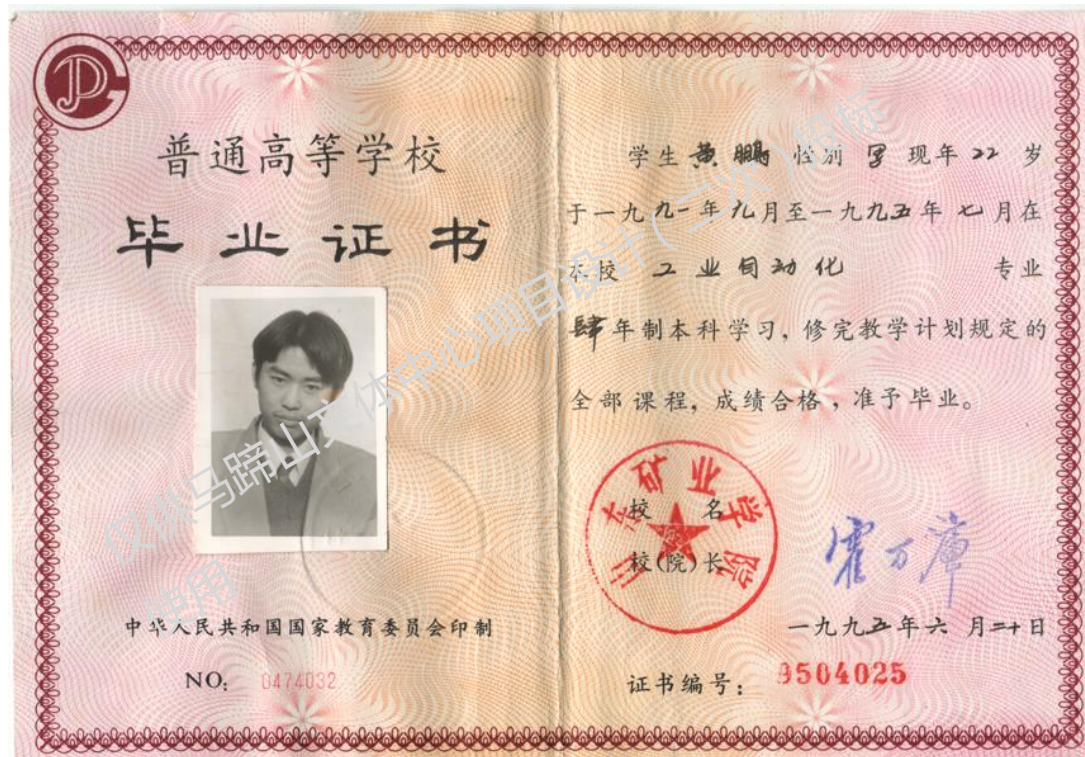 普通高等学校
毕业证书
中华人民共和国国家教育委员会印制
NO: 0474032
学生 黄鹏 性别 男 现年 22 岁
于一九九一年九月至一九九五年七月在
本校 工业自动化 专业
肆年制本科学习，修完教学计划规定的
全部课程，成绩合格，准予毕业。
山东矿业学院
校 名
校(院)长
一九九五年六月二十日
证书编号: 9504025
马蹄山文体中心项目设计(二次)投标
使用